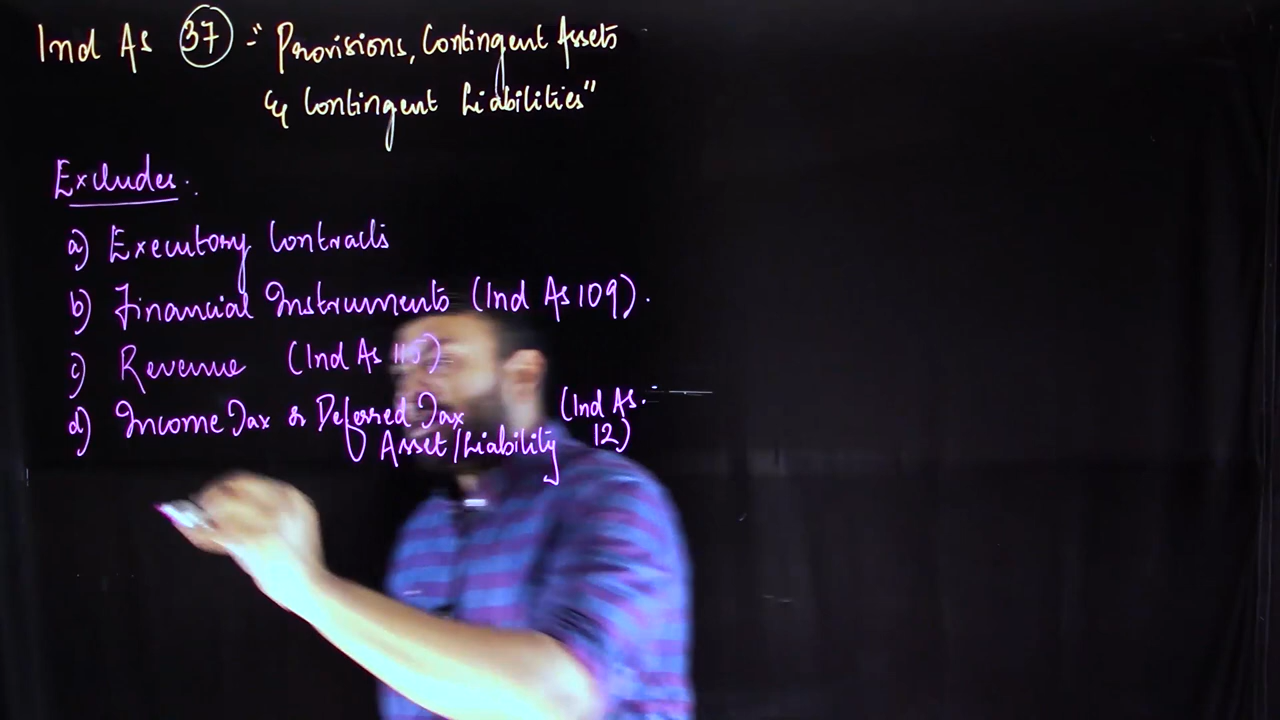 Ind As 37 :- "Provisions, Contingent Assets
& Contingent Liabilities"
Excludes :
a) Executory Contracts
b) Financial Instruments (Ind As 109).
c) Revenue (Ind As 115)
d) Income Tax & Deferred Tax (Ind As.
Asset/Liability 12)